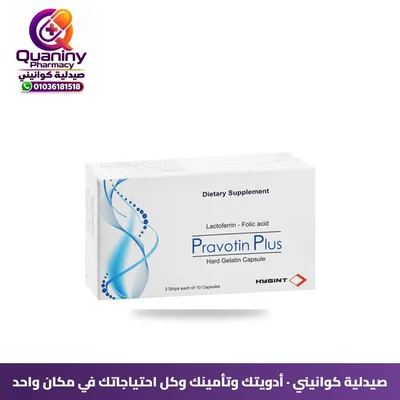 Quaniny
Pharmacy
صيدلية كوانيني
01036181518
Dietary Supplement
Lactoferrin - Folic acid
Pravotin Plus
Hard Gelatin Capsule
3 Strips each of 10 Capsules
HYGINT
صيدلية كوانيني - أدويتك وتأمينك وكل احتياجاتك في مكان واحد